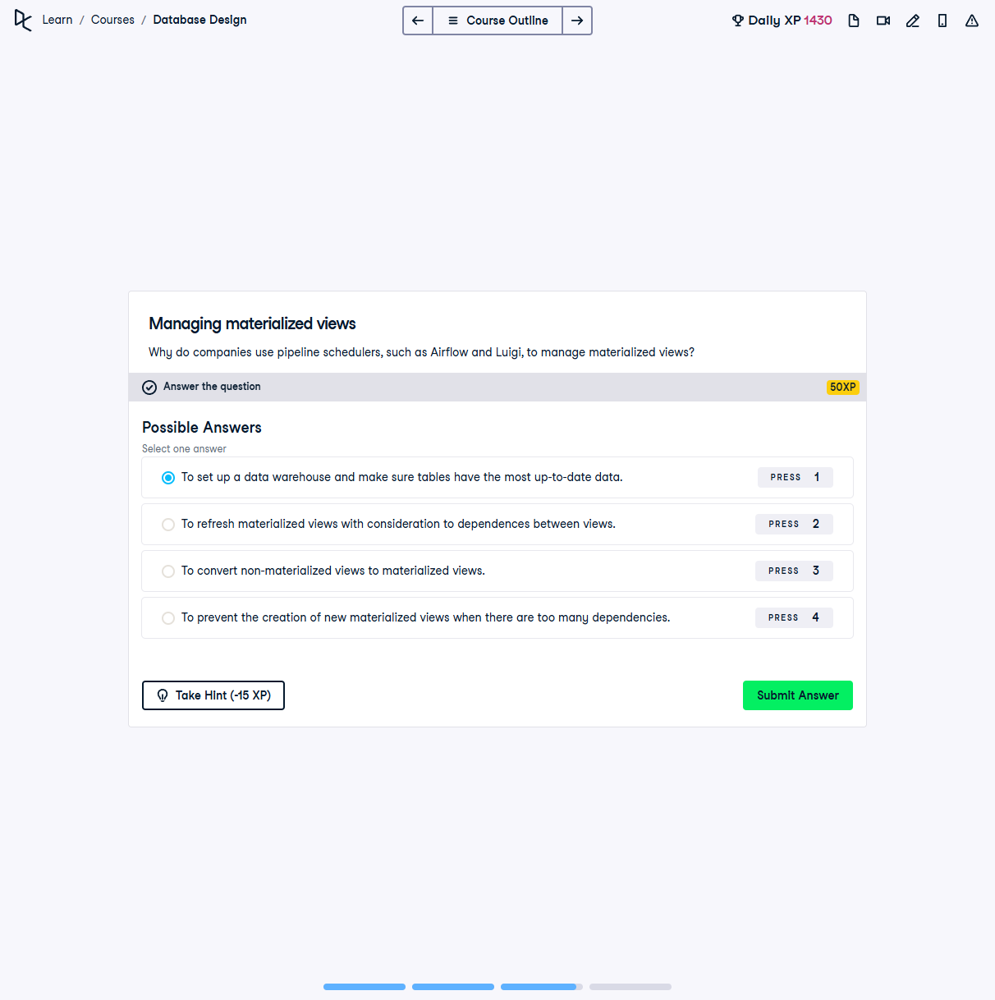 Learn / Courses / Database Design
Course Outline
Daily XP 1430
Managing materialized views
Why do companies use pipeline schedulers, such as Airflow and Luigi, to manage materialized views?
Answer the question
50XP
Possible Answers
Select one answer
To set up a data warehouse and make sure tables have the most up-to-date data.
PRESS 1
To refresh materialized views with consideration to dependences between views.
PRESS 2
To convert non-materialized views to materialized views.
PRESS 3
To prevent the creation of new materialized views when there are too many dependencies.
PRESS 4
Take Hint (-15 XP)
Submit Answer